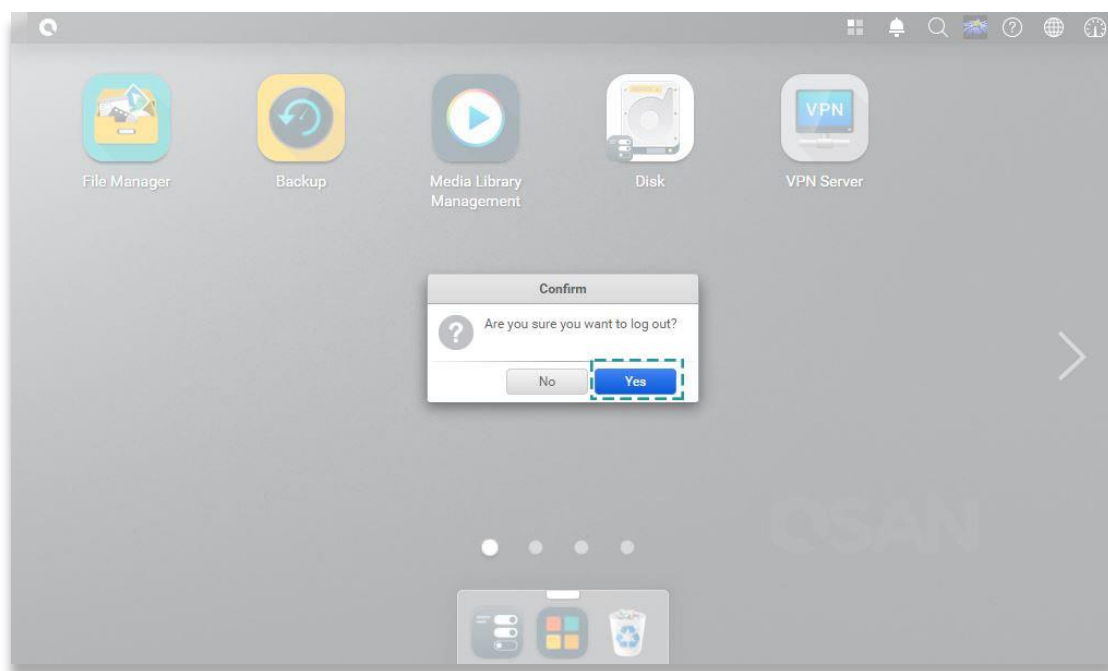 VPN
File Manager
Backup
Media Library
Management
Disk
VPN Server
Confirm
Are you sure you want to log out?
No
Yes
QSAN